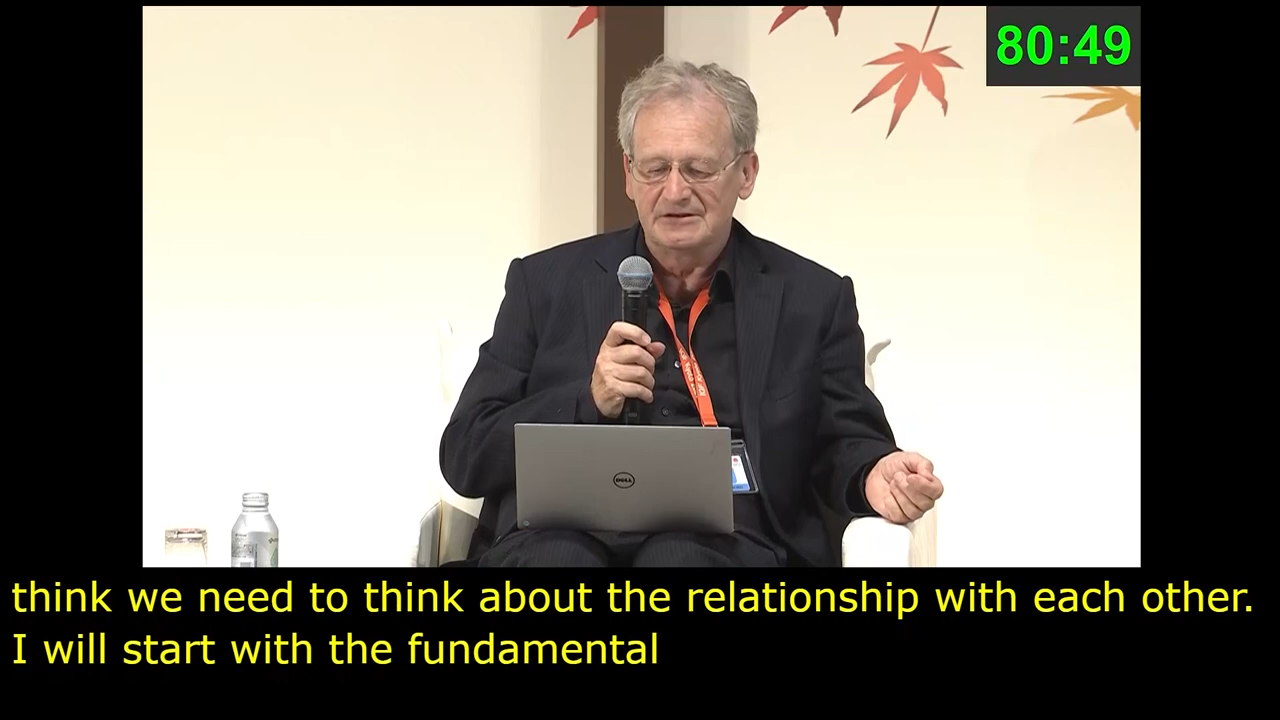 80:49
DELL
think we need to think about the relationship with each other.
I will start with the fundamental